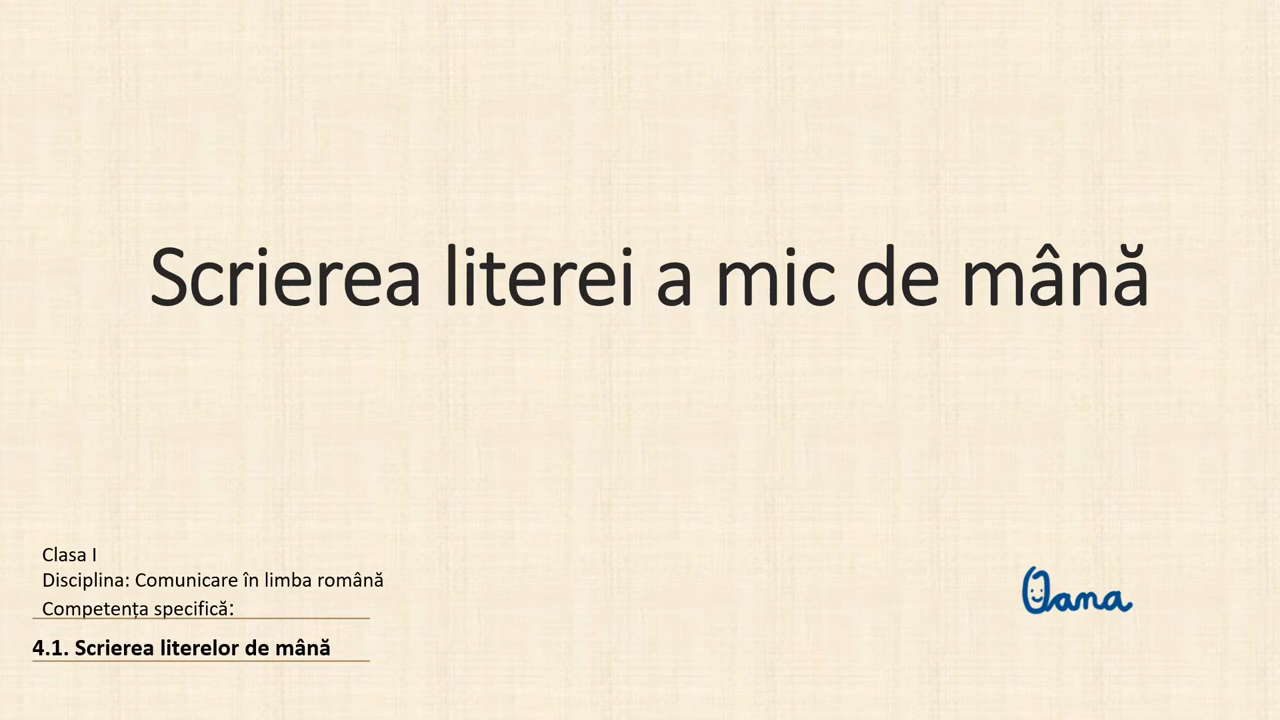 Scrierea literei a mic de mână
Clasa I
Disciplina: Comunicare în limba română
Competența specifică:
4.1. Scrierea literelor de mână
Oana